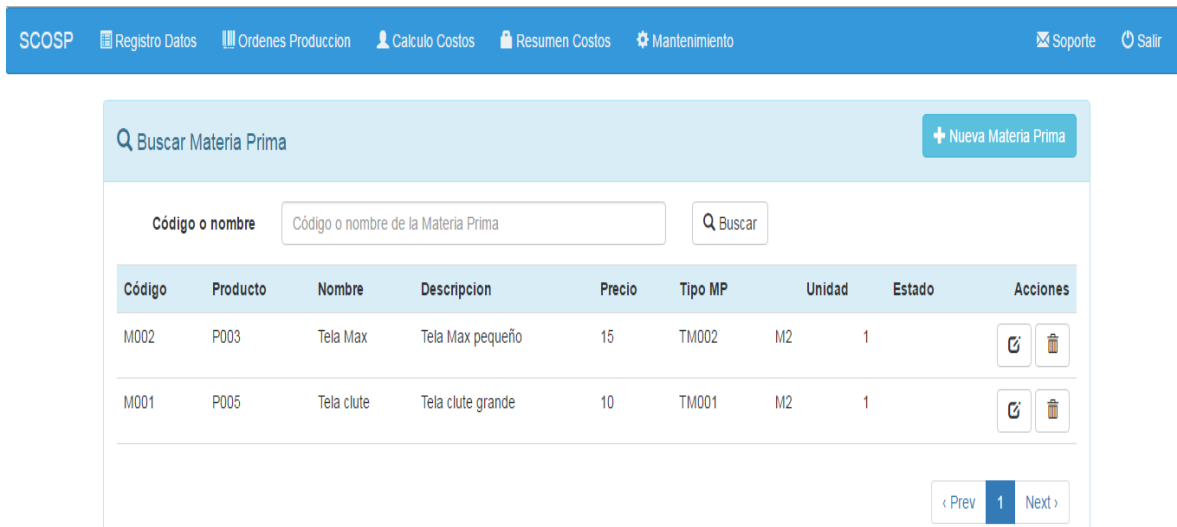 SCOSP Registro Datos Ordenes Produccion Calculo Costos Resumen Costos Mantenimiento Soporte Salir
Buscar Materia Prima + Nueva Materia Prima
Código o nombre Código o nombre de la Materia Prima Buscar
Código Producto Nombre Descripcion Precio Tipo MP Unidad Estado Acciones
M002 P003 Tela Max Tela Max pequeño 15 TM002 M2 1
M001 P005 Tela clute Tela clute grande 10 TM001 M2 1
‹ Prev 1 Next ›